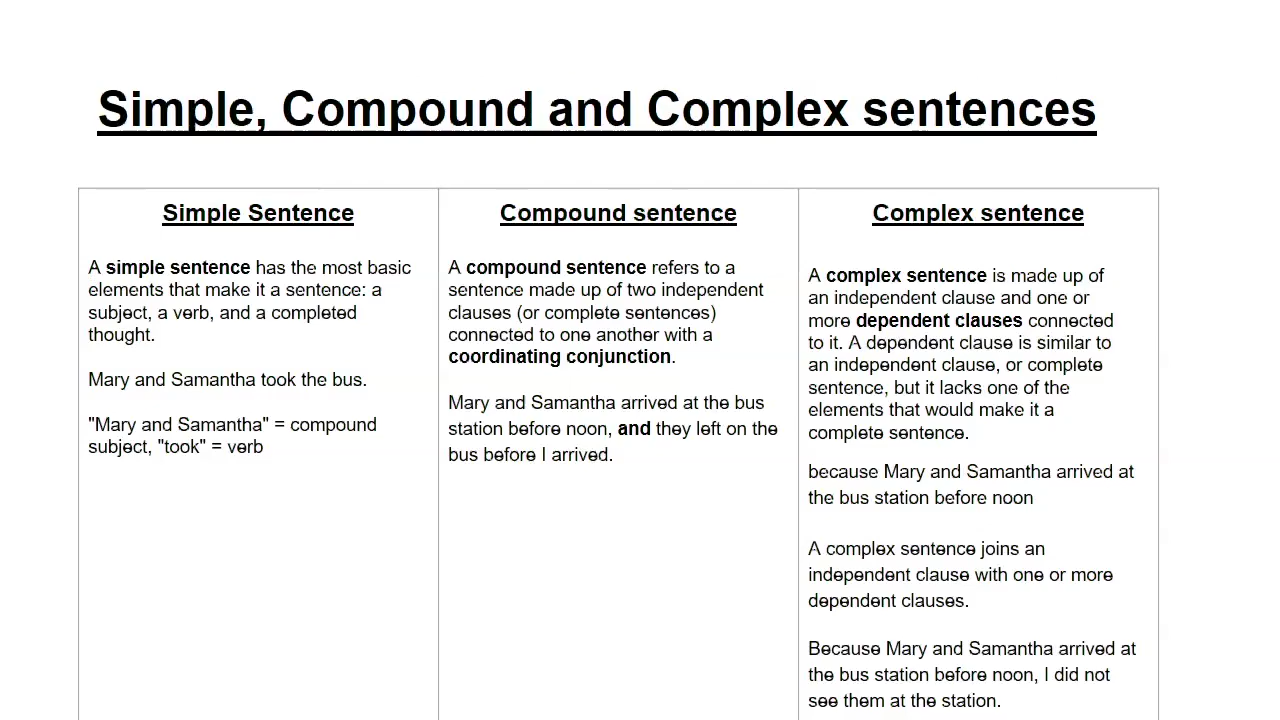 Simple, Compound and Complex sentences
Simple Sentence
A simple sentence has the most basic
elements that make it a sentence: a
subject, a verb, and a completed
thought.
Mary and Samantha took the bus.
"Mary and Samantha" = compound
subject, "took" = verb
Compound sentence
A compound sentence refers to a
sentence made up of two independent
clauses (or complete sentences)
connected to one another with a
coordinating conjunction.
Mary and Samantha arrived at the bus
station before noon, and they left on the
bus before I arrived.
Complex sentence
A complex sentence is made up of
an independent clause and one or
more dependent clauses connected
to it. A dependent clause is similar to
an independent clause, or complete
sentence, but it lacks one of the
elements that would make it a
complete sentence.
because Mary and Samantha arrived at
the bus station before noon
A complex sentence joins an
independent clause with one or more
dependent clauses.
Because Mary and Samantha arrived at
the bus station before noon, I did not
see them at the station.